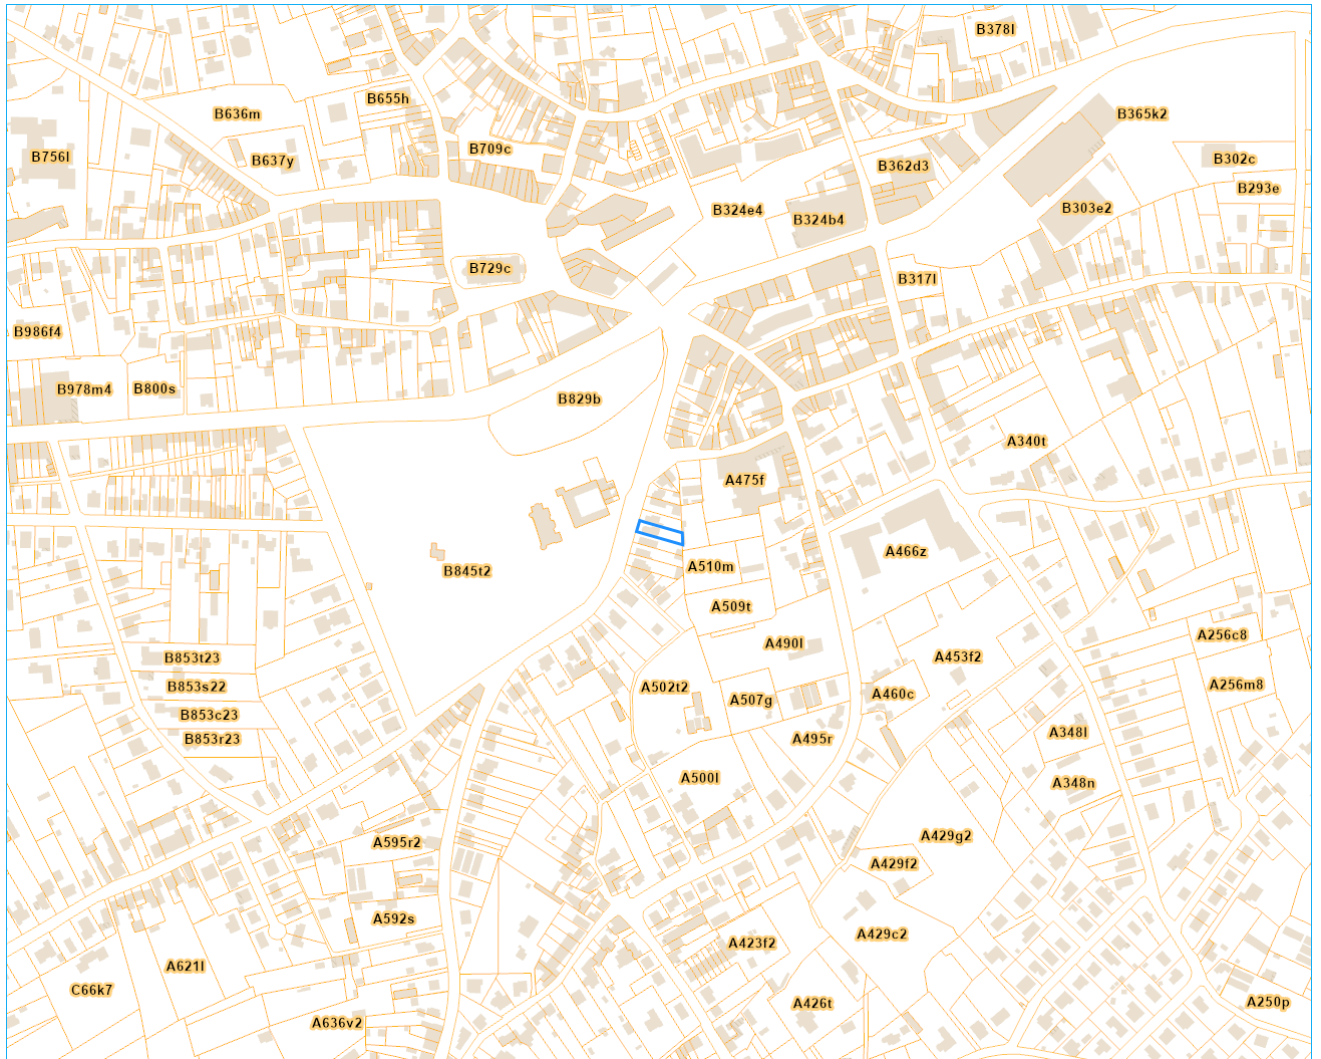 B378l
B655h
B636m
B365k2
B709c
B756l
B637y
B302c
B362d3
B293e
B324e4
B303e2
B324b4
B729c
B317l
B986f4
B978m4
B800s
B829b
A340t
A475f
A466z
A510m
B845t2
A509t
A256c8
A490l
A453f2
B853t23
A256m8
B853s22
A502t2
A460c
A507g
B853c23
A348l
B853r23
A495r
A500l
A348n
A429g2
A595r2
A429f2
A592s
A429c2
A423f2
A621l
C66k7
A426t
A250p
A636v2